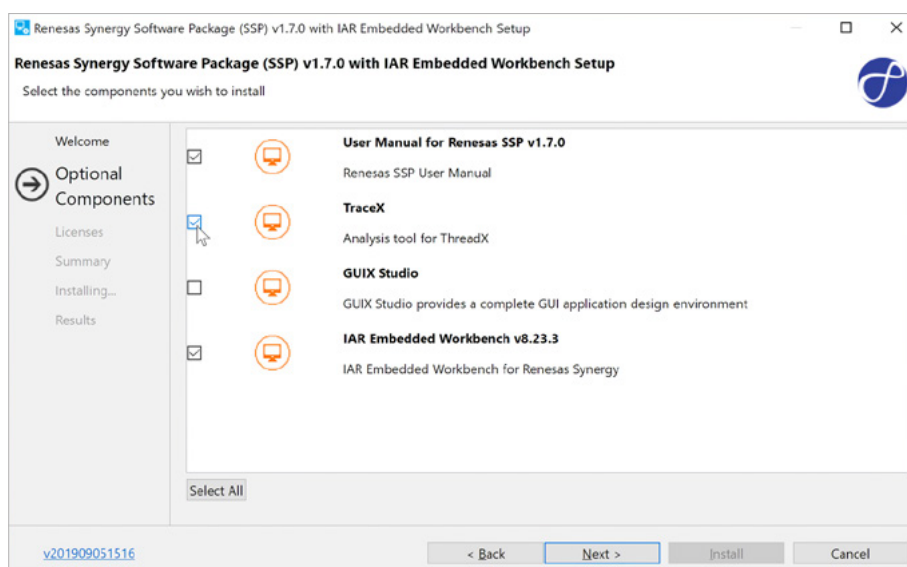 Renesas Synergy Software Package (SSP) v1.7.0 with IAR Embedded Workbench Setup
Renesas Synergy Software Package (SSP) v1.7.0 with IAR Embedded Workbench Setup
Select the components you wish to install
Welcome
Optional
Components
Licenses
Summary
Installing...
Results
User Manual for Renesas SSP v1.7.0
Renesas SSP User Manual
TraceX
Analysis tool for ThreadX
GUIX Studio
GUIX Studio provides a complete GUI application design environment
IAR Embedded Workbench v8.23.3
IAR Embedded Workbench for Renesas Synergy
Select All
v201909051516
< Back
Next >
Install
Cancel